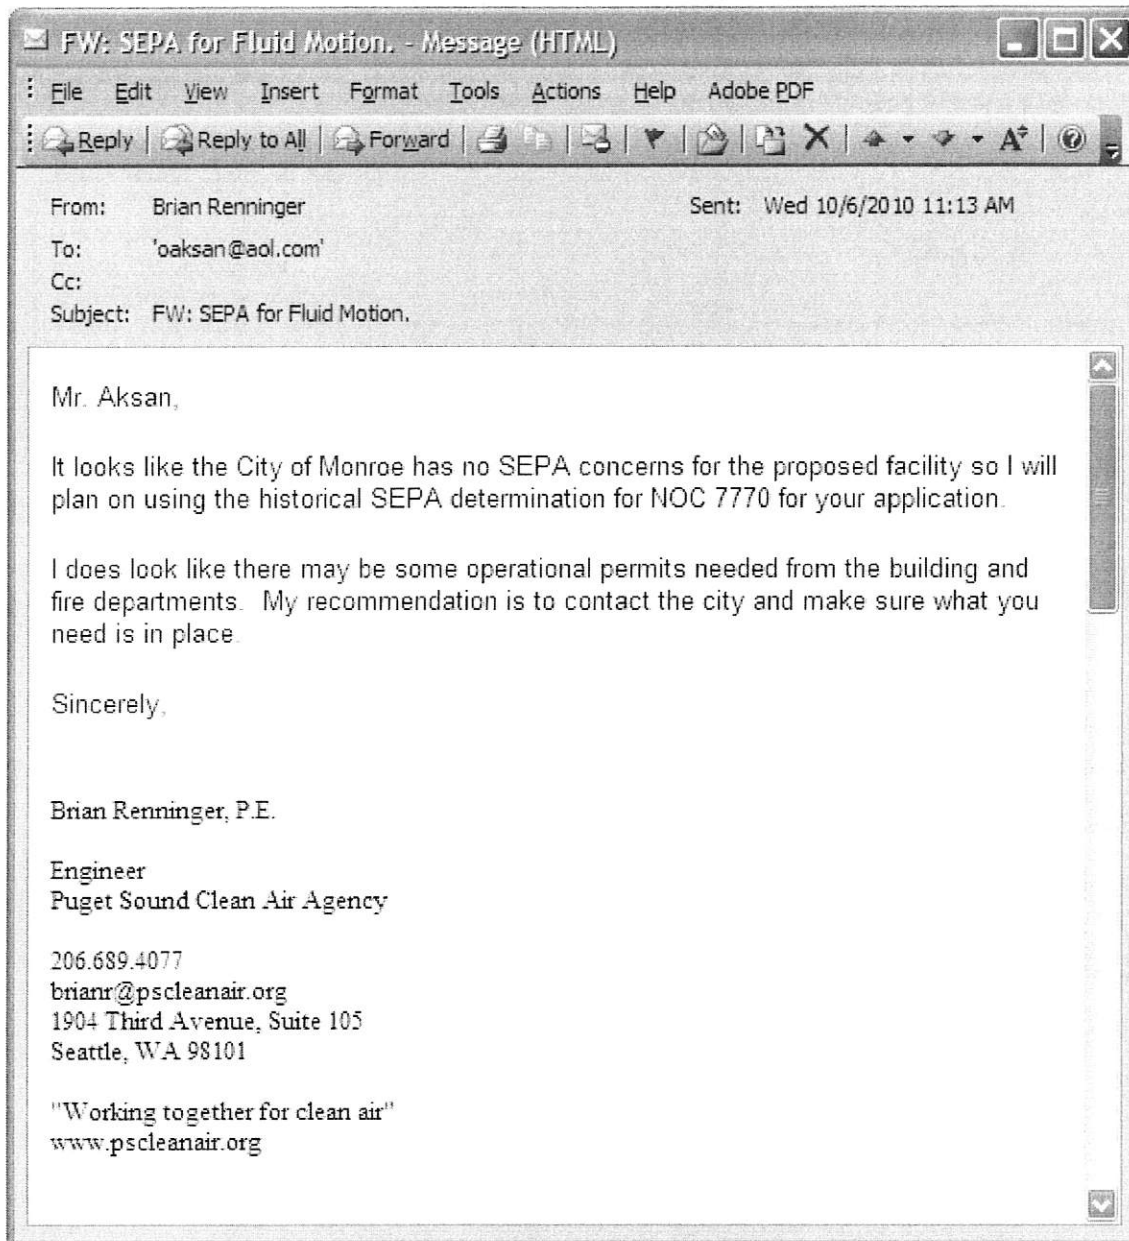 FW: SEPA for Fluid Motion. - Message (HTML)
File Edit View Insert Format Tools Actions Help Adobe PDF
Reply Reply to All Forward
From: Brian Renninger Sent: Wed 10/6/2010 11:13 AM
To: 'oaksan@aol.com'
Cc:
Subject: FW: SEPA for Fluid Motion.
Mr. Aksan,
It looks like the City of Monroe has no SEPA concerns for the proposed facility so I will
plan on using the historical SEPA determination for NOC 7770 for your application.
I does look like there may be some operational permits needed from the building and
fire departments. My recommendation is to contact the city and make sure what you
need is in place.
Sincerely,
Brian Renninger, P.E.
Engineer
Puget Sound Clean Air Agency
206.689.4077
brianr@pscleanair.org
1904 Third Avenue, Suite 105
Seattle, WA 98101
"Working together for clean air"
www.pscleanair.org